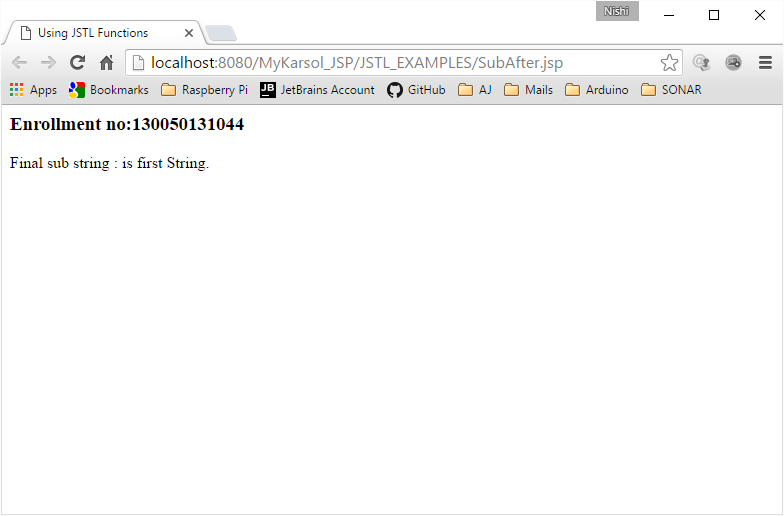 Nishi
Using JSTL Functions
localhost:8080/MyKarsol_JSP/JSTL_EXAMPLES/SubAfter.jsp
Apps Bookmarks Raspberry Pi JB JetBrains Account GitHub AJ Mails Arduino SONAR
Enrollment no:130050131044
Final sub string : is first String.